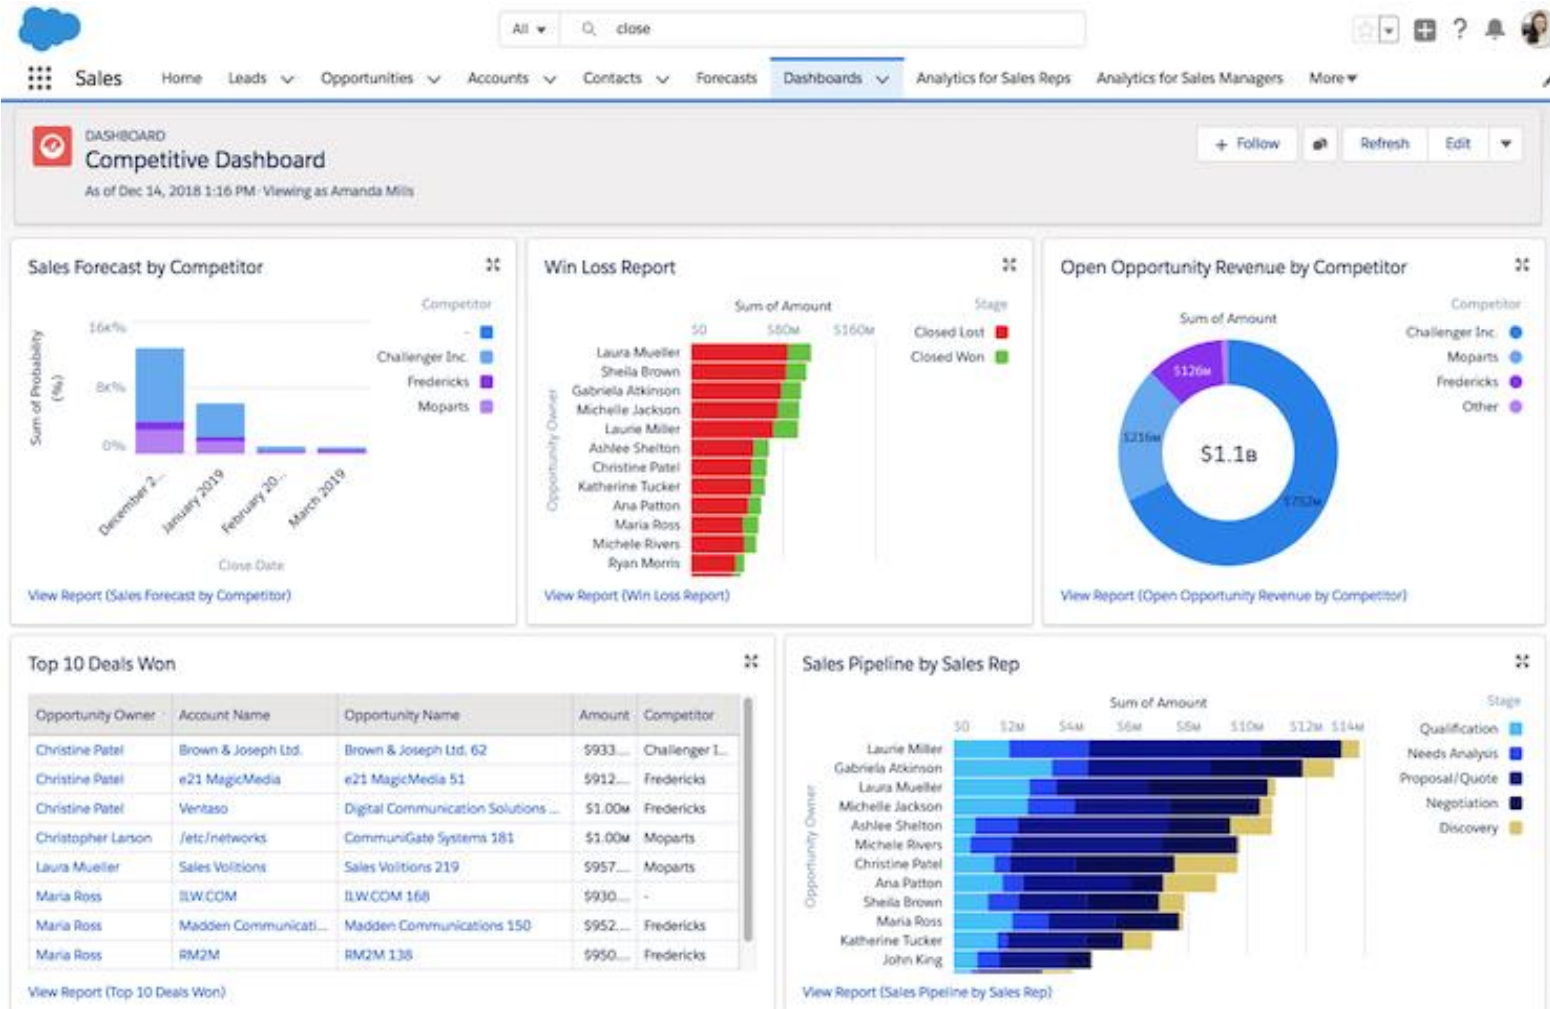 All
close
Sales
Home
Leads
Opportunities
Accounts
Contacts
Forecasts
Dashboards
Analytics for Sales Reps
Analytics for Sales Managers
More
DASHBOARD
Competitive Dashboard
As of Dec 14, 2018 1:16 PM·Viewing as Amanda Mills
+ Follow
Refresh
Edit
Sales Forecast by Competitor
Competitor
-
Challenger Inc.
Fredericks
Moparts
Sum of Probability (%)
16K%
8K%
0%
December 2...
January 2019
February 20...
March 2019
Close Date
View Report (Sales Forecast by Competitor)
Win Loss Report
Sum of Amount
$0
$80M
$160M
Stage
Closed Lost
Closed Won
Opportunity Owner
Laura Mueller
Sheila Brown
Gabriela Atkinson
Michelle Jackson
Laurie Miller
Ashlee Shelton
Christine Patel
Katherine Tucker
Ana Patton
Maria Ross
Michele Rivers
Ryan Morris
View Report (Win Loss Report)
Open Opportunity Revenue by Competitor
Sum of Amount
Competitor
Challenger Inc.
Moparts
Fredericks
Other
$126M
$216M
$1.1B
$752M
View Report (Open Opportunity Revenue by Competitor)
Top 10 Deals Won
Opportunity Owner Account Name Opportunity Name Amount Competitor
Christine Patel Brown & Joseph Ltd. Brown & Joseph Ltd. 62 $933.... Challenger I...
Christine Patel e21 MagicMedia e21 MagicMedia 51 $912.... Fredericks
Christine Patel Ventaso Digital Communication Solutions ... $1.00M Fredericks
Christopher Larson /etc/networks CommuniGate Systems 181 $1.00M Moparts
Laura Mueller Sales Volitions Sales Volitions 219 $957.... Moparts
Maria Ross ILW.COM ILW.COM 168 $930.... -
Maria Ross Madden Communicati... Madden Communications 150 $952.... Fredericks
Maria Ross RM2M RM2M 138 $950.... Fredericks
View Report (Top 10 Deals Won)
Sales Pipeline by Sales Rep
Sum of Amount
$0
$2M
$4M
$6M
$8M
$10M
$12M
$14M
Stage
Qualification
Needs Analysis
Proposal/Quote
Negotiation
Discovery
Opportunity Owner
Laurie Miller
Gabriela Atkinson
Laura Mueller
Michelle Jackson
Ashlee Shelton
Michele Rivers
Christine Patel
Ana Patton
Sheila Brown
Maria Ross
Katherine Tucker
John King
View Report (Sales Pipeline by Sales Rep)